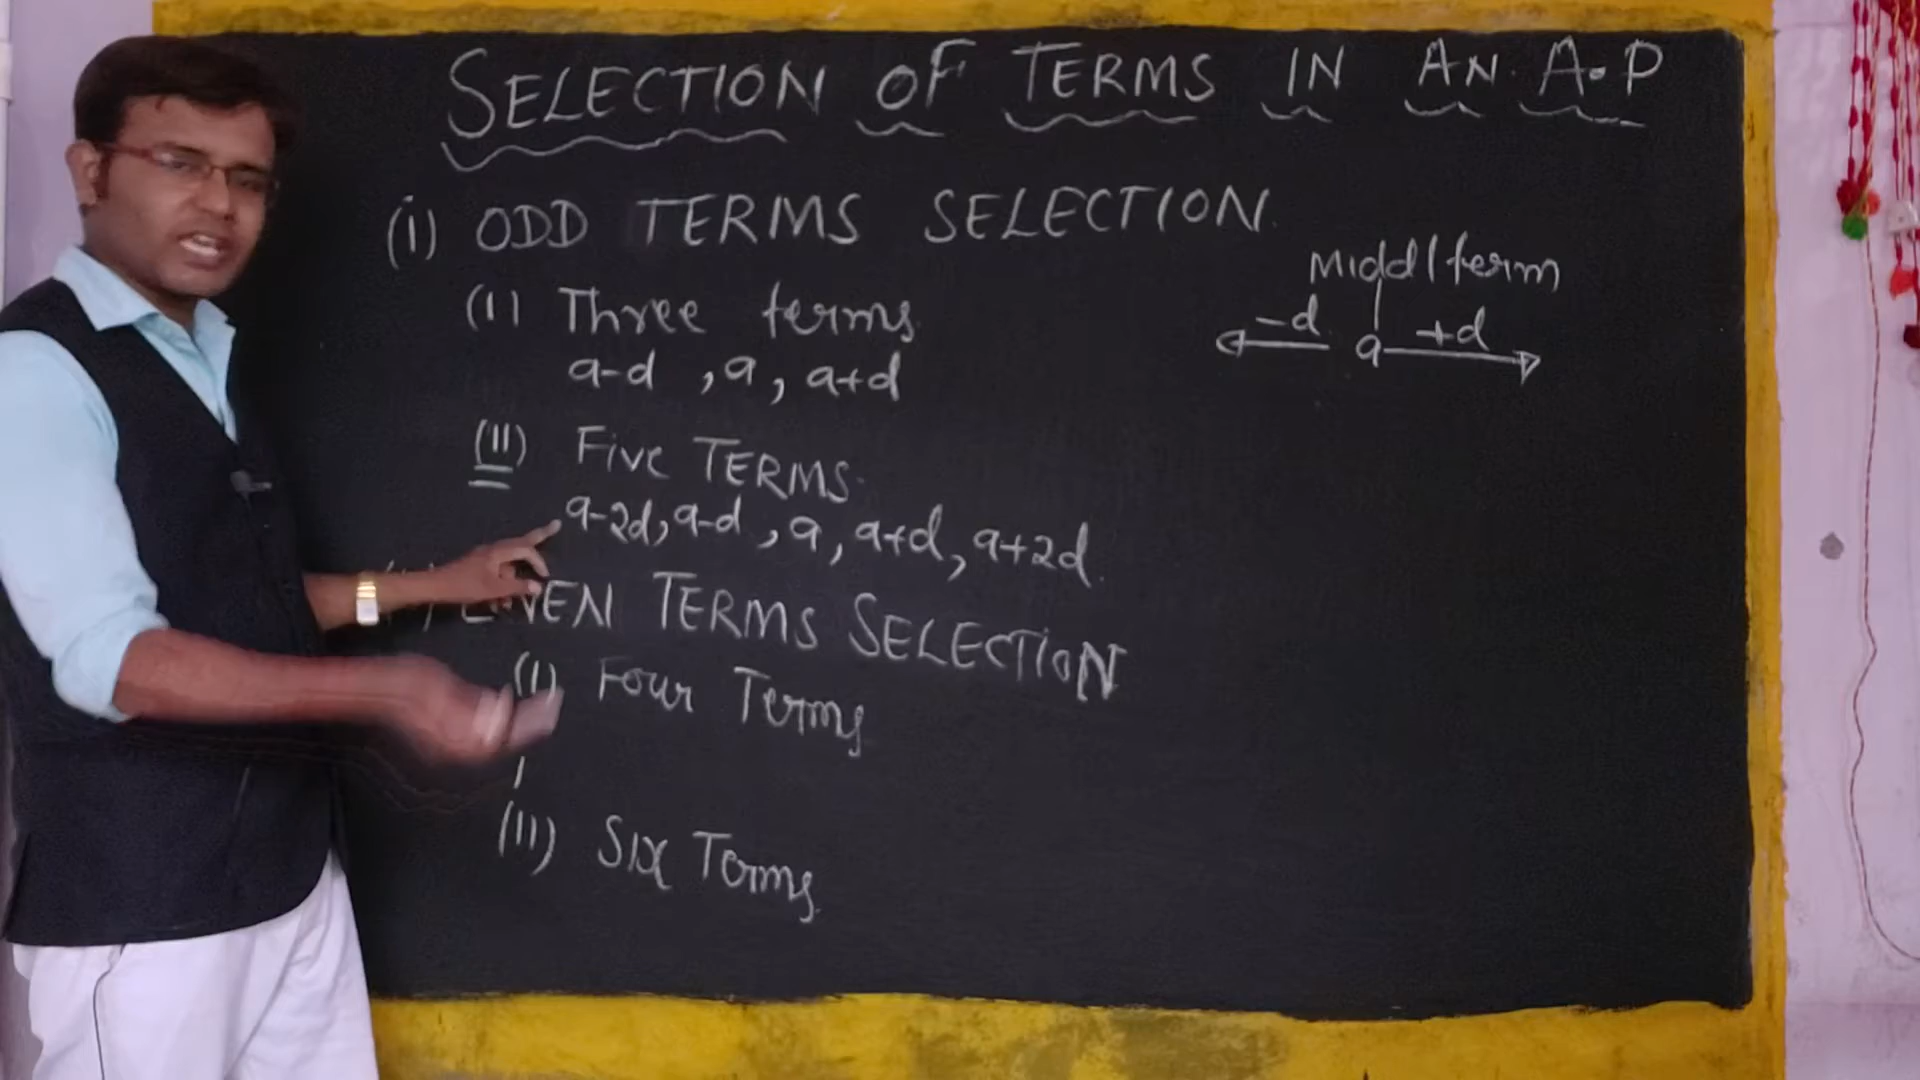 SELECTION OF TERMS IN AN A.P
(i) ODD TERMS SELECTION.
(I) Three terms
a-d , a, a+d
(II) FIVE TERMS.
a-2d, a-d, a, a+d, a+2d.
EVEN TERMS SELECTION
(I) Four Terms
(II) Six Terms
Middl term
-d a +d